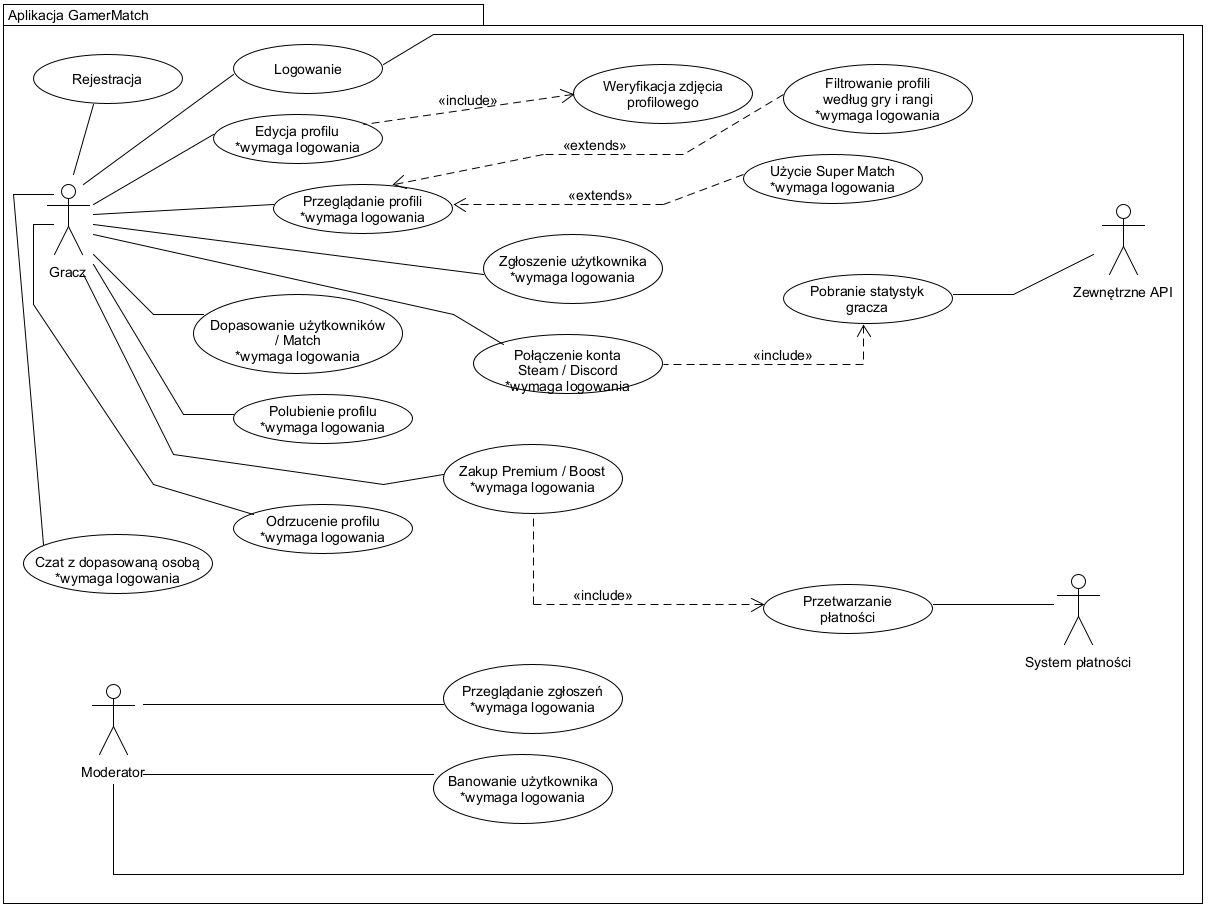 Aplikacja GamerMatch
Rejestracja
Logowanie
Edycja profilu
*wymaga logowania
«include»
Weryfikacja zdjęcia
profilowego
Filtrowanie profili
według gry i rangi
*wymaga logowania
«extends»
Przeglądanie profili
*wymaga logowania
«extends»
Użycie Super Match
*wymaga logowania
Gracz
Zgłoszenie użytkownika
*wymaga logowania
Zewnętrzne API
Pobranie statystyk
gracza
Dopasowanie użytkowników
/ Match
*wymaga logowania
Połączenie konta
Steam / Discord
*wymaga logowania
«include»
Polubienie profilu
*wymaga logowania
Zakup Premium / Boost
*wymaga logowania
Odrzucenie profilu
*wymaga logowania
Czat z dopasowaną osobą
*wymaga logowania
«include»
Przetwarzanie
płatności
System płatności
Przeglądanie zgłoszeń
*wymaga logowania
Moderator
Banowanie użytkownika
*wymaga logowania